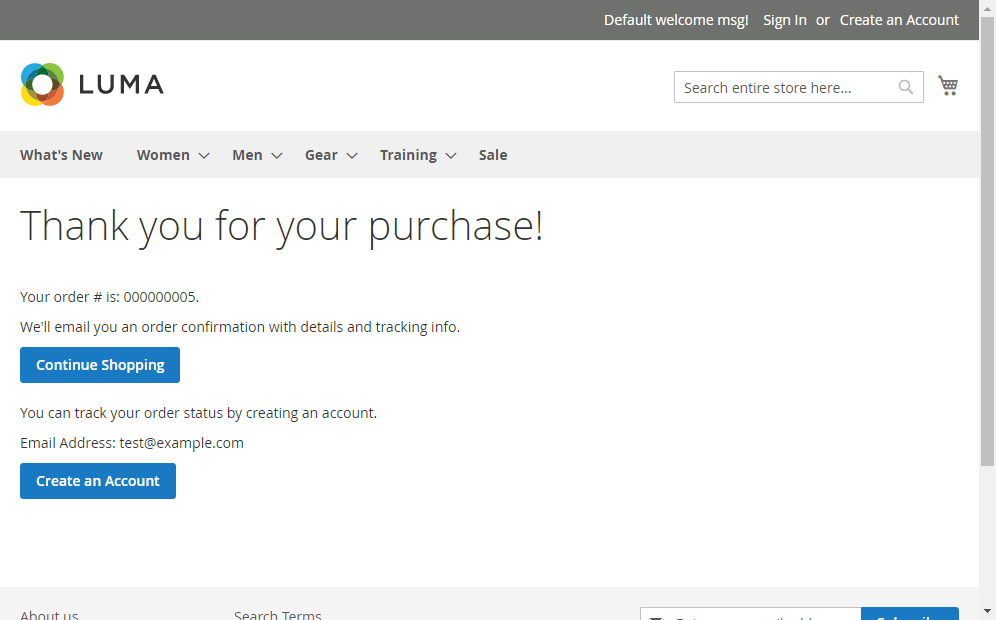 Default welcome msg! Sign In or Create an Account
LUMA
Search entire store here...
What's New Women Men Gear Training Sale
Thank you for your purchase!
Your order # is: 000000005.
We'll email you an order confirmation with details and tracking info.
Continue Shopping
You can track your order status by creating an account.
Email Address: test@example.com
Create an Account
About us Search Terms
Subscribe